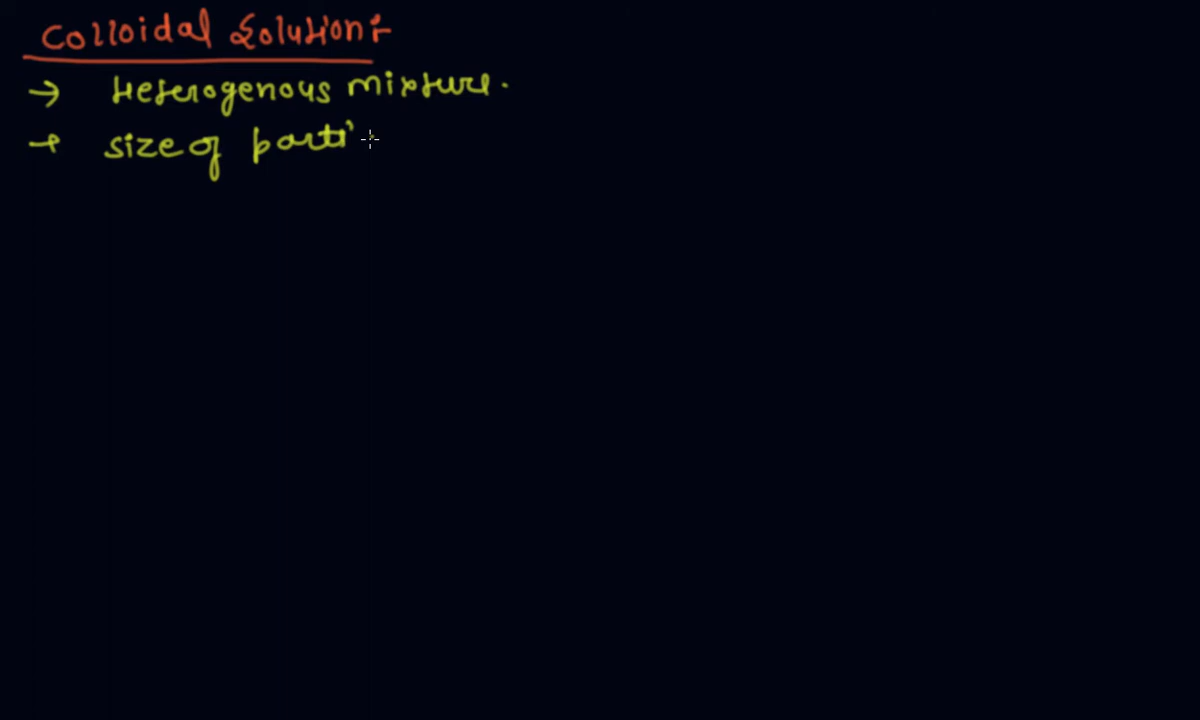 Colloidal Solution:-
→ Heterogenous mixture.
→ size of parti